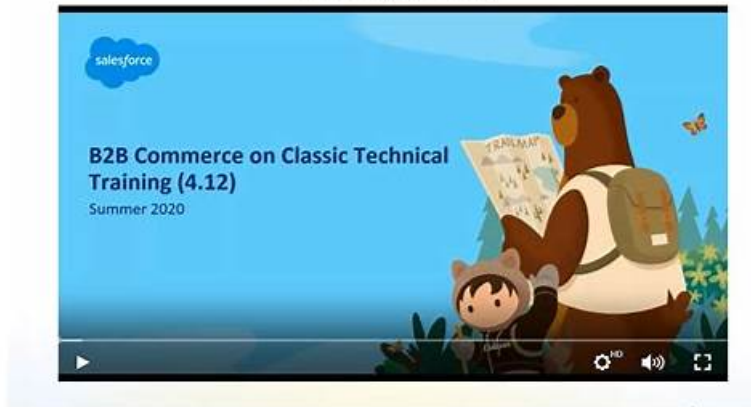 salesforce
B2B Commerce on Classic Technical
Training (4.12)
Summer 2020
TRAILMAP
HD